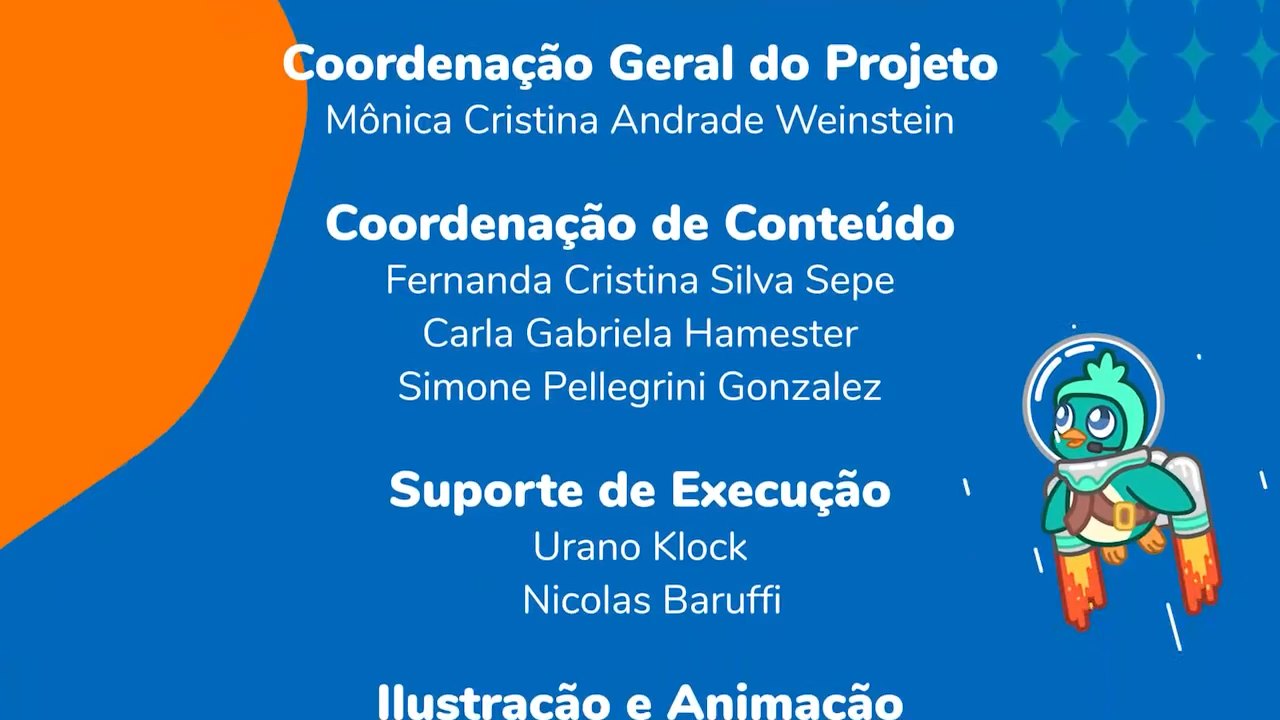 Coordenação Geral do Projeto
Mônica Cristina Andrade Weinstein
Coordenação de Conteúdo
Fernanda Cristina Silva Sepe
Carla Gabriela Hamester
Simone Pellegrini Gonzalez
Suporte de Execução
Urano Klock
Nicolas Baruffi
Ilustração e Animação